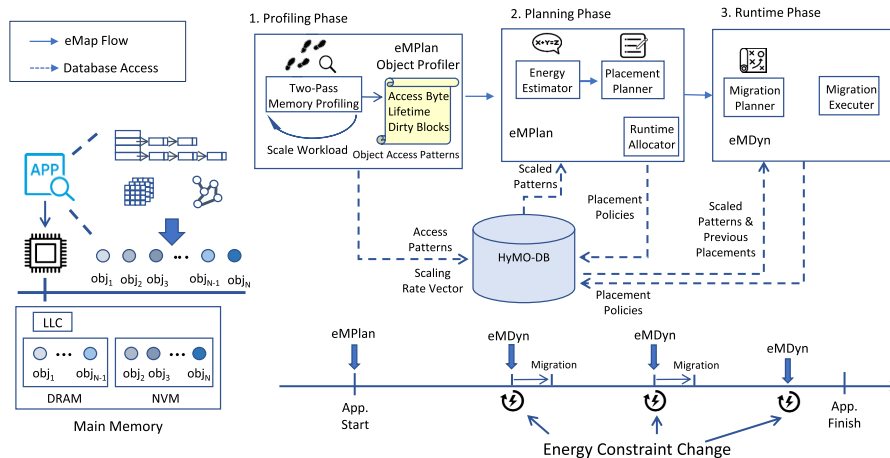 eMap Flow
Database Access
1. Profiling Phase
2. Planning Phase
3. Runtime Phase
eMPlan
Object Profiler
Two-Pass
Memory Profiling
Scale Workload
Access Byte
Lifetime
Dirty Blocks
Object Access Patterns
X+Y=Z
Energy
Estimator
Placement
Planner
eMPlan
Runtime
Allocator
Migration
Planner
Migration
Executer
eMDyn
APP
obj1 obj2 obj3 ••• objN-1 objN
LLC
obj1 ••• objN-1
obj2 obj3 ••• objN
DRAM
NVM
Main Memory
Access
Patterns
Scaling
Rate Vector
Scaled
Patterns
Placement
Policies
HyMO-DB
Scaled
Patterns &
Previous
Placements
Placement
Policies
eMPlan
eMDyn
eMDyn
eMDyn
Migration
Migration
App.
Start
App.
Finish
Energy Constraint Change